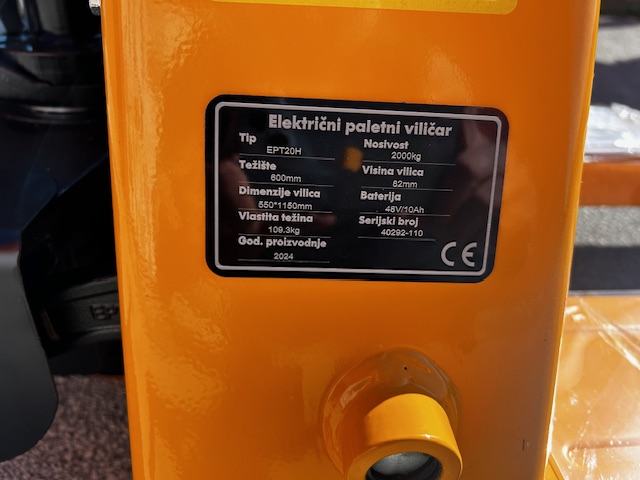 Električni paletni viličar
Tip
EPT20H
Nosivost
2000kg
Težište
600mm
Visina vilica
82mm
Dimenzije vilica
550*1150mm
Baterija
48V/10Ah
Vlastita težina
109.3kg
Serijski broj
40292-110
God. proizvodnje
2024
CE